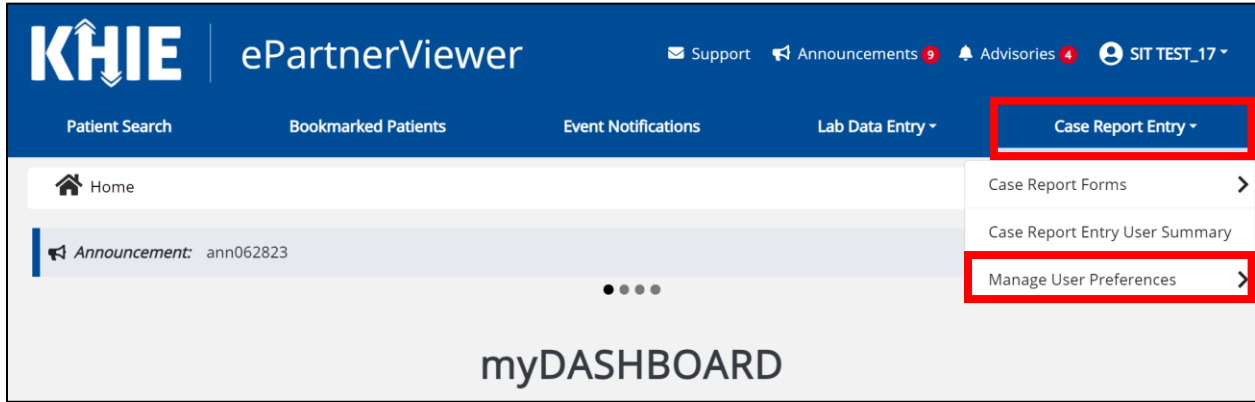 KHIE ePartnerViewer Support Announcements 9 Advisories 4 SIT TEST_17
Patient Search Bookmarked Patients Event Notifications Lab Data Entry Case Report Entry
Home
Case Report Forms
Case Report Entry User Summary
Announcement: ann062823
Manage User Preferences
myDASHBOARD